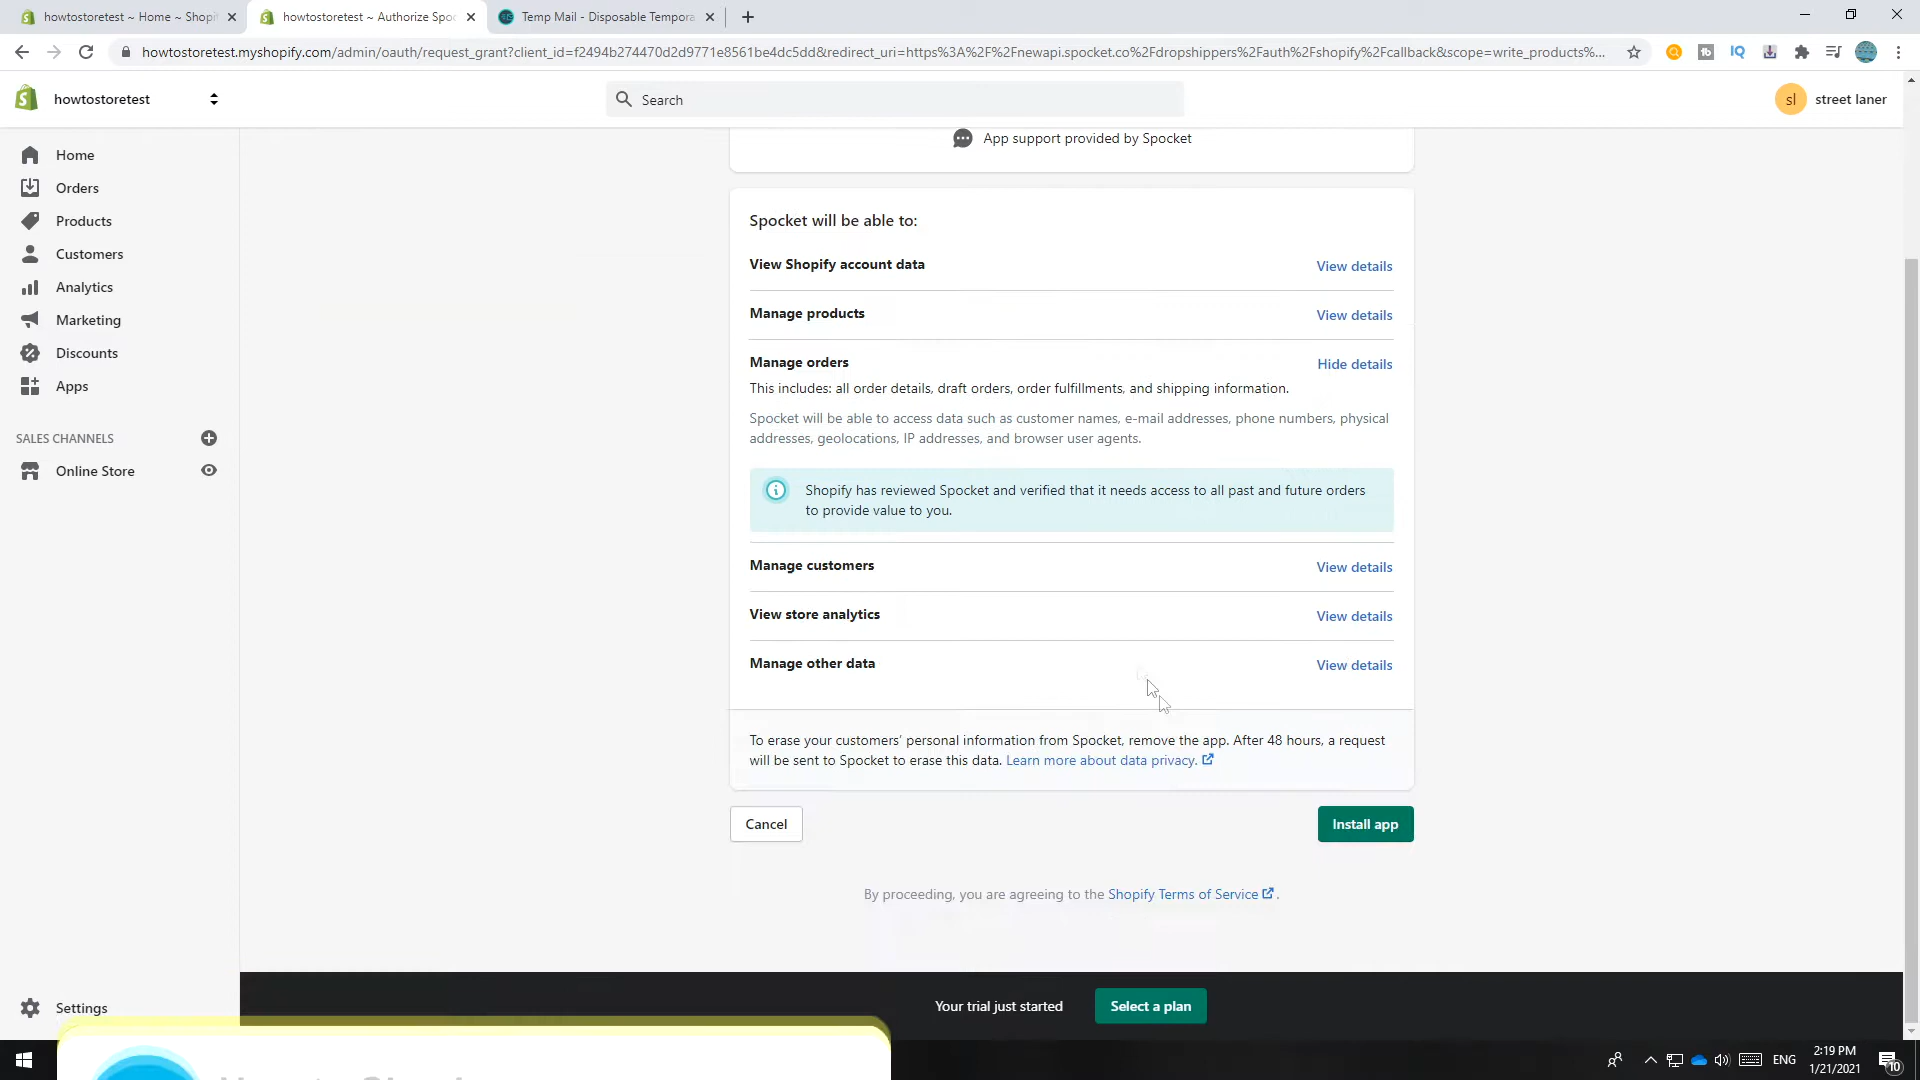 howtostoretest ~ Home ~ Shopi
howtostoretest ~ Authorize Spoc
Temp Mail - Disposable Tempora
howtostoretest.myshopify.com/admin/oauth/request_grant?client_id=f2494b274470d2d9771e8561be4dc5dd&redirect_uri=https%3A%2F%2Fnewapi.spocket.co%2Fdropshippers%2Fauth%2Fshopify%2Fcallback&scope=write_products%...
howtostoretest
Search
sl
street laner
Home
Orders
Products
Customers
Analytics
Marketing
Discounts
Apps
SALES CHANNELS
Online Store
Settings
App support provided by Spocket
Spocket will be able to:
View Shopify account data
View details
Manage products
View details
Manage orders
Hide details
This includes: all order details, draft orders, order fulfillments, and shipping information.
Spocket will be able to access data such as customer names, e-mail addresses, phone numbers, physical
addresses, geolocations, IP addresses, and browser user agents.
Shopify has reviewed Spocket and verified that it needs access to all past and future orders
to provide value to you.
Manage customers
View details
View store analytics
View details
Manage other data
View details
To erase your customers' personal information from Spocket, remove the app. After 48 hours, a request
will be sent to Spocket to erase this data. Learn more about data privacy.
Cancel
Install app
By proceeding, you are agreeing to the Shopify Terms of Service.
Your trial just started
Select a plan
ENG
2:19 PM
1/21/2021
10